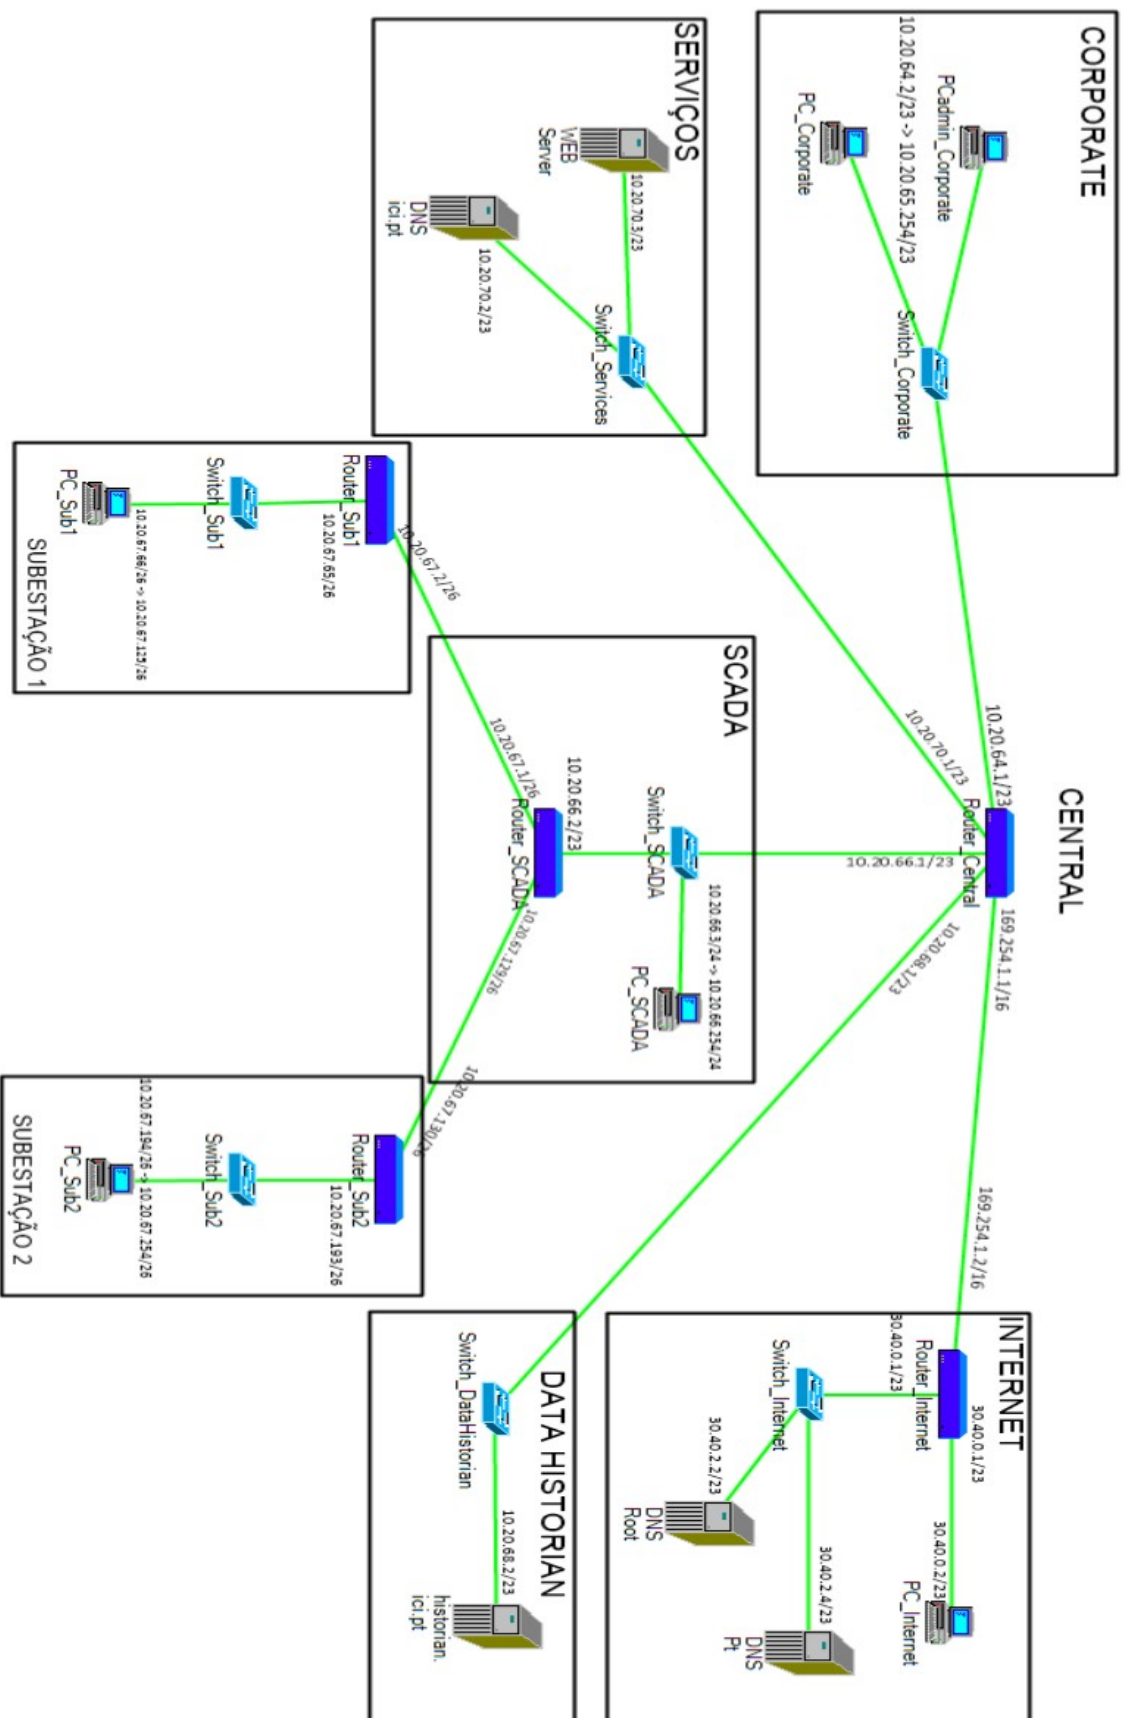 CENTRAL
CORPORATE
PCadmin_Corporate
10.20.64.2/23 -> 10.20.65.254/23
PC_Corporate
Switch_Corporate
10.20.64.1/23
Router_Central
169.254.1.1/16
10.20.70.1/23
10.20.66.1/23
10.20.68.1/23
169.254.1.2/16
SERVIÇOS
WEB
Server
10.20.70.3/23
DNS
ici.pt
10.20.70.2/23
Switch_Services
INTERNET
Router_Internet
30.40.0.1/23
30.40.0.1/23
30.40.0.2/23
PC_Internet
Switch_Internet
30.40.2.2/23
DNS
Root
30.40.2.4/23
DNS
Pt
SCADA
Switch_SCADA
10.20.66.3/24 -> 10.20.66.254/24
PC_SCADA
10.20.66.2/23
Router_SCADA
10.20.67.1/26
10.20.67.129/26
DATA HISTORIAN
Switch_DataHistorian
10.20.68.2/23
historian.
ici.pt
10.20.67.2/26
Router_Sub1
10.20.67.65/26
Switch_Sub1
10.20.67.66/26 -> 10.20.67.125/26
PC_Sub1
SUBESTAÇÃO 1
10.20.67.130/26
Router_Sub2
10.20.67.193/26
Switch_Sub2
10.20.67.194/26 -> 10.20.67.254/26
PC_Sub2
SUBESTAÇÃO 2